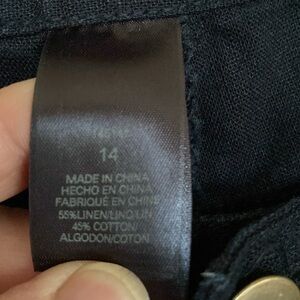 14
MADE IN CHINA
HECHO EN CHINA
FABRIQUÉ EN CHINE
55%LINEN/LINO/LIN
45% COTTON/
ALGODON/COTON